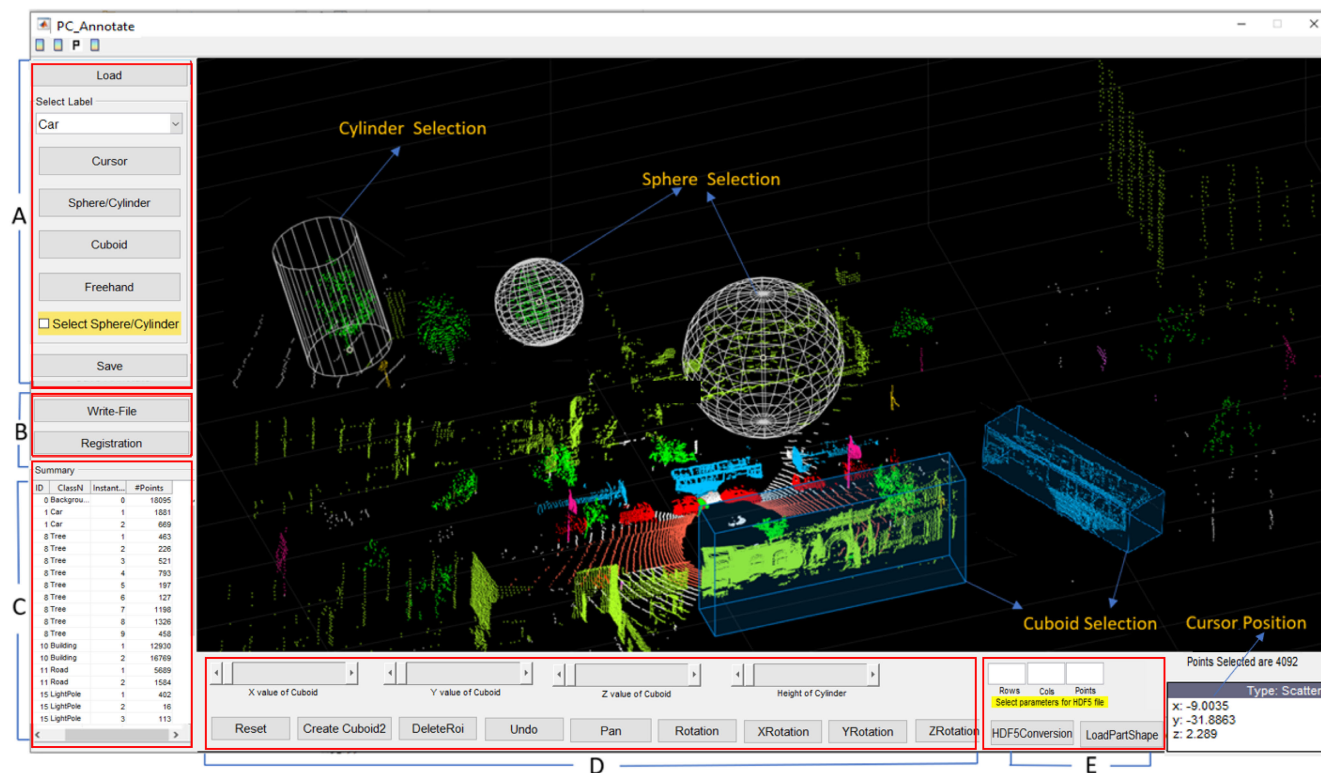 PC_Annotate
P
Load
Select Label
Car
Cursor
Sphere/Cylinder
Cuboid
Freehand
Select Sphere/Cylinder
Save
A
Write-File
Registration
B
Summary
ID ClassN Instant... #Points
0 Backgrou... 0 18095
1 Car 1 1881
1 Car 2 669
8 Tree 1 463
8 Tree 2 226
8 Tree 3 521
8 Tree 4 793
8 Tree 5 197
8 Tree 6 127
8 Tree 7 1198
8 Tree 8 1326
8 Tree 9 458
10 Building 1 12930
10 Building 2 16769
11 Road 1 5689
11 Road 2 1584
15 LightPole 1 402
15 LightPole 2 16
15 LightPole 3 113
C
Cylinder Selection
Sphere Selection
Cuboid Selection
Cursor Position
X value of Cuboid
Y value of Cuboid
Z value of Cuboid
Height of Cylinder
Reset
Create Cuboid2
DeleteRoi
Undo
Pan
Rotation
XRotation
YRotation
ZRotation
D
Rows Cols Points
Select parameters for HDF5 file
HDF5Conversion
LoadPartShape
E
Points Selected are 4092
Type: Scatter
x: -9.0035
y: -31.8863
z: 2.289